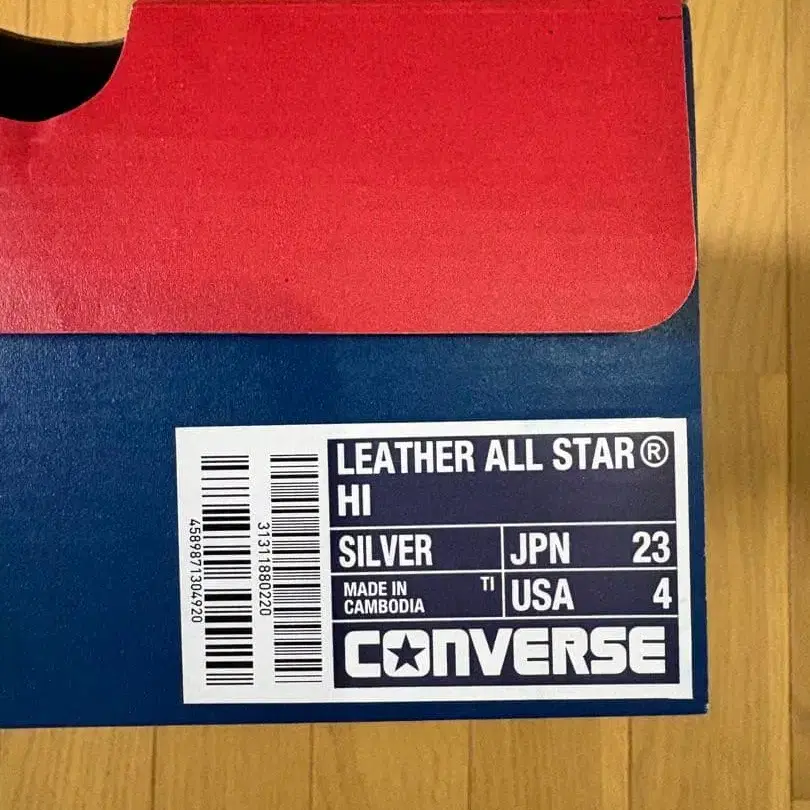 LEATHER ALL STAR®
HI
SILVER
JPN 23
MADE IN
CAMBODIA
TI
USA 4
CONVERSE
4589871304920
31311880220